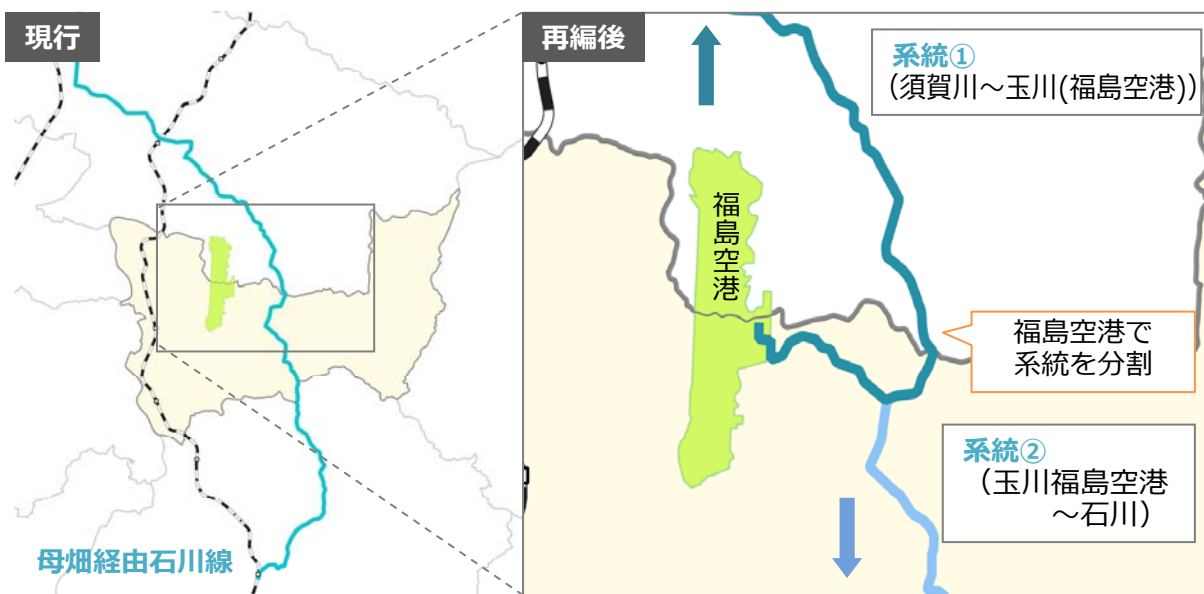 現行
母畑経由石川線
再編後
系統①
（須賀川～玉川(福島空港)）
福島空港
福島空港で
系統を分割
系統②
（玉川福島空港
～石川）